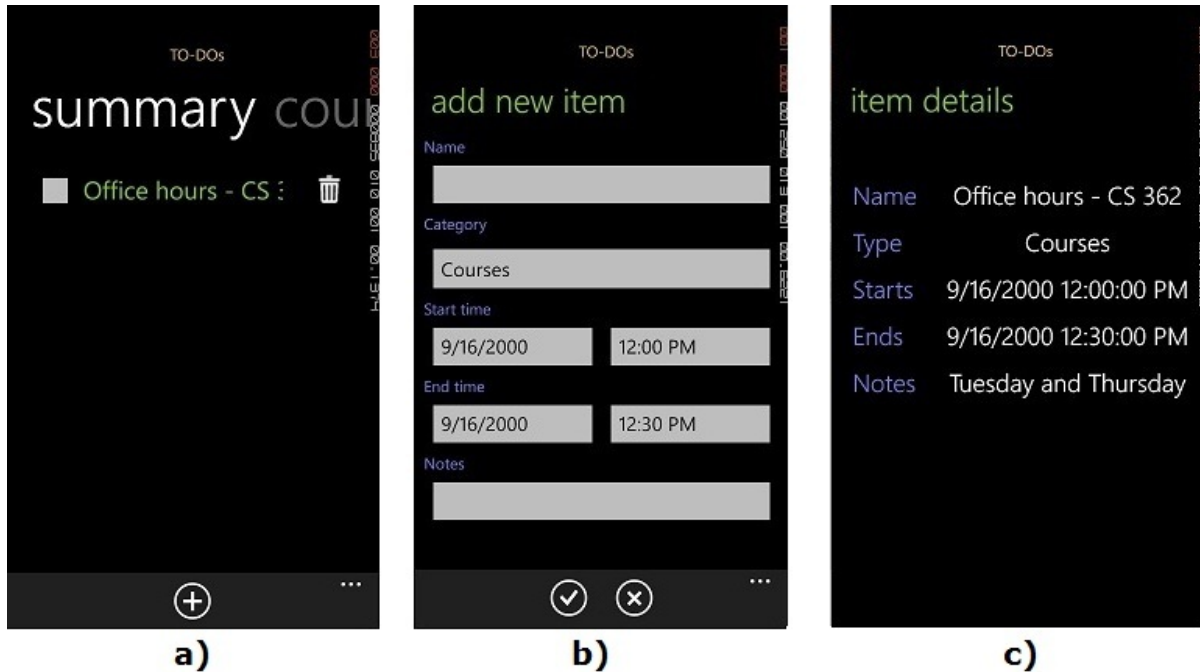 TO-DOs
summary cour
Office hours - CS 3
a)
TO-DOs
add new item
Name
Category
Courses
Start time
9/16/2000 12:00 PM
End time
9/16/2000 12:30 PM
Notes
b)
TO-DOs
item details
Name Office hours - CS 362
Type Courses
Starts 9/16/2000 12:00:00 PM
Ends 9/16/2000 12:30:00 PM
Notes Tuesday and Thursday
c)